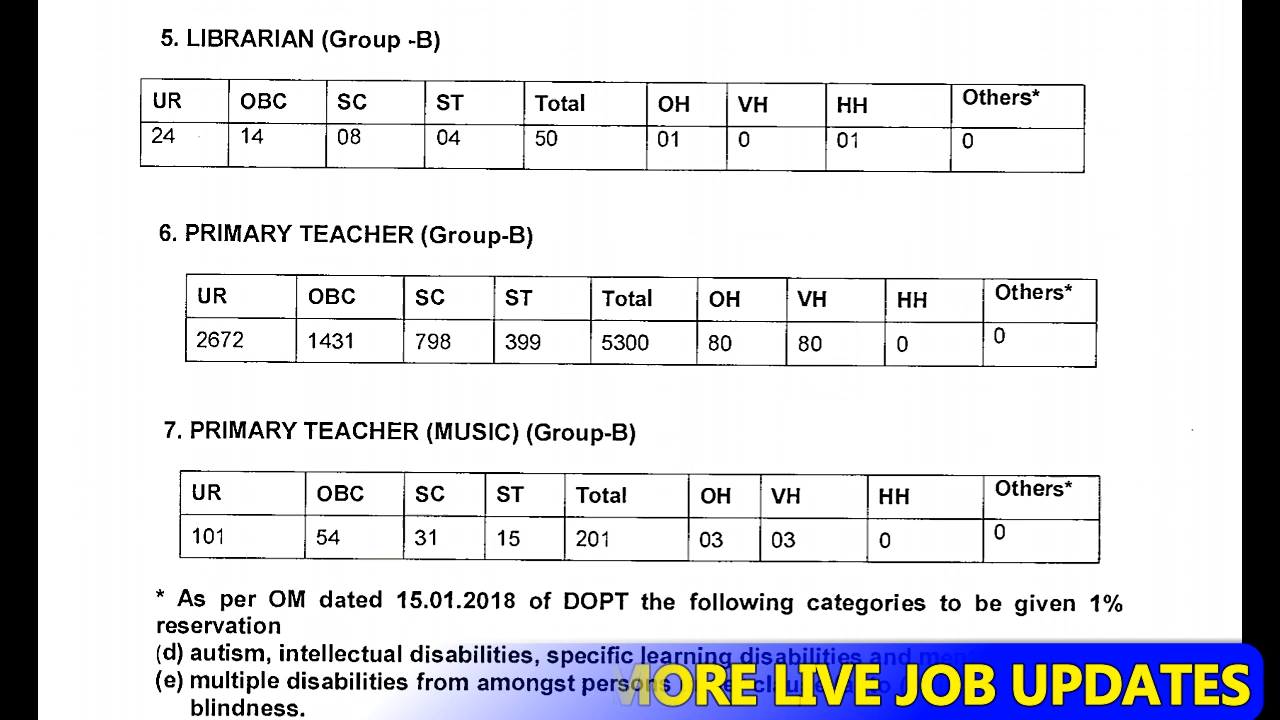 5. LIBRARIAN (Group -B)
UR OBC SC ST Total OH VH HH Others*
24 14 08 04 50 01 0 01 0
6. PRIMARY TEACHER (Group-B)
UR OBC SC ST Total OH VH HH Others*
2672 1431 798 399 5300 80 80 0 0
7. PRIMARY TEACHER (MUSIC) (Group-B)
UR OBC SC ST Total OH VH HH Others*
101 54 31 15 201 03 03 0 0
* As per OM dated 15.01.2018 of DOPT the following categories to be given 1%
reservation
(d) autism, intellectual disabilities, specific learning disabilities and
(e) multiple disabilities from amongst persons
blindness.
MORE LIVE JOB UPDATES